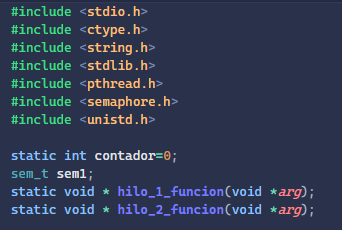 #include <stdio.h>
#include <ctype.h>
#include <string.h>
#include <stdlib.h>
#include <pthread.h>
#include <semaphore.h>
#include <unistd.h>
static int contador=0;
sem_t sem1;
static void * hilo_1_funcion(void *arg);
static void * hilo_2_funcion(void *arg);